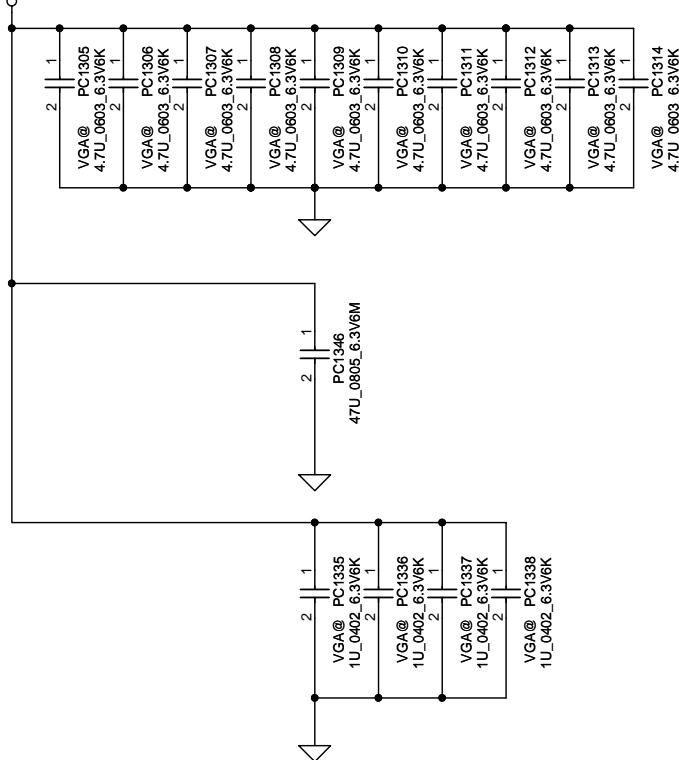 1
2
VGA@ PC1305
4.7U_0603_6.3V6K
1
2
VGA@ PC1306
4.7U_0603_6.3V6K
1
2
VGA@ PC1307
4.7U_0603_6.3V6K
1
2
VGA@ PC1308
4.7U_0603_6.3V6K
1
2
VGA@ PC1309
4.7U_0603_6.3V6K
1
2
VGA@ PC1310
4.7U_0603_6.3V6K
1
2
VGA@ PC1311
4.7U_0603_6.3V6K
1
2
VGA@ PC1312
4.7U_0603_6.3V6K
1
2
VGA@ PC1313
4.7U_0603_6.3V6K
1
2
VGA@ PC1314
4.7U_0603_6.3V6K
1
2
PC1346
47U_0805_6.3V6M
1
2
VGA@ PC1335
1U_0402_6.3V6K
1
2
VGA@ PC1336
1U_0402_6.3V6K
1
2
VGA@ PC1337
1U_0402_6.3V6K
1
2
VGA@ PC1338
1U_0402_6.3V6K